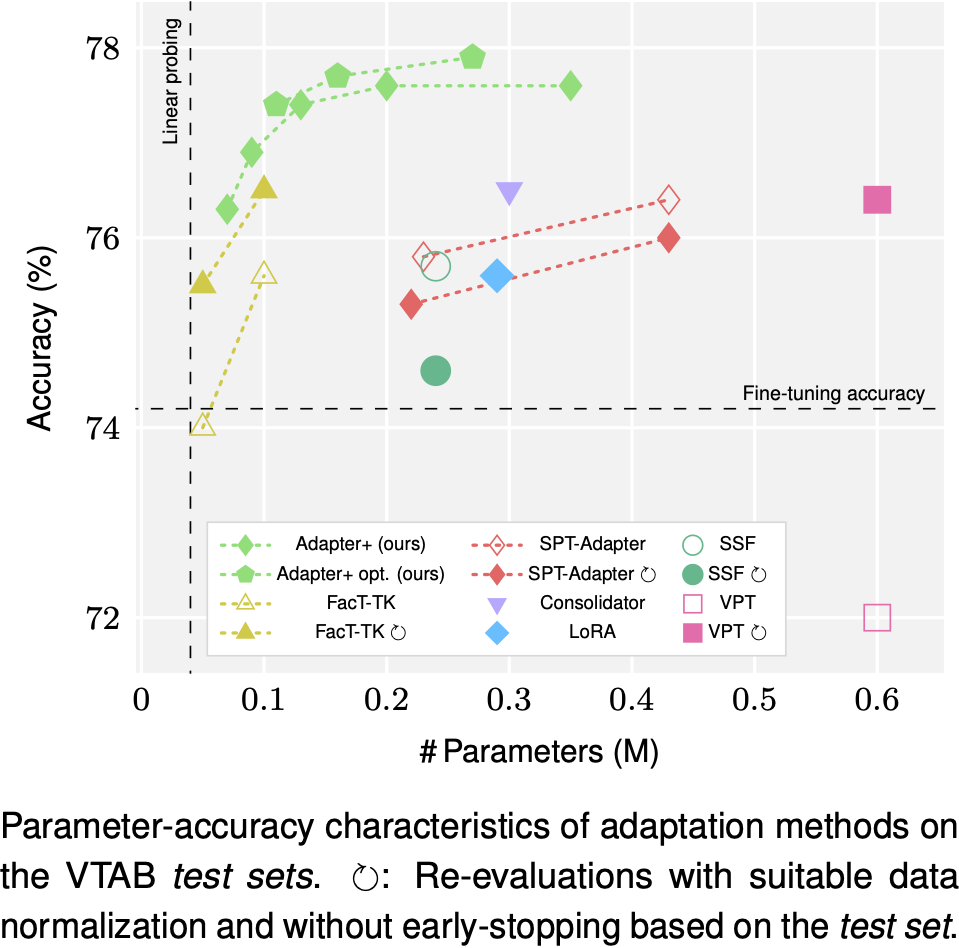 78
76
74
72
Accuracy (%)
Linear probing
Fine-tuning accuracy
Adapter+ (ours)
Adapter+ opt. (ours)
FacT-TK
FacT-TK ↻
SPT-Adapter
SPT-Adapter ↻
Consolidator
LoRA
SSF
SSF ↻
VPT
VPT ↻
0 0.1 0.2 0.3 0.4 0.5 0.6
# Parameters (M)
Parameter-accuracy characteristics of adaptation methods on
the VTAB test sets. ↻: Re-evaluations with suitable data
normalization and without early-stopping based on the test set.